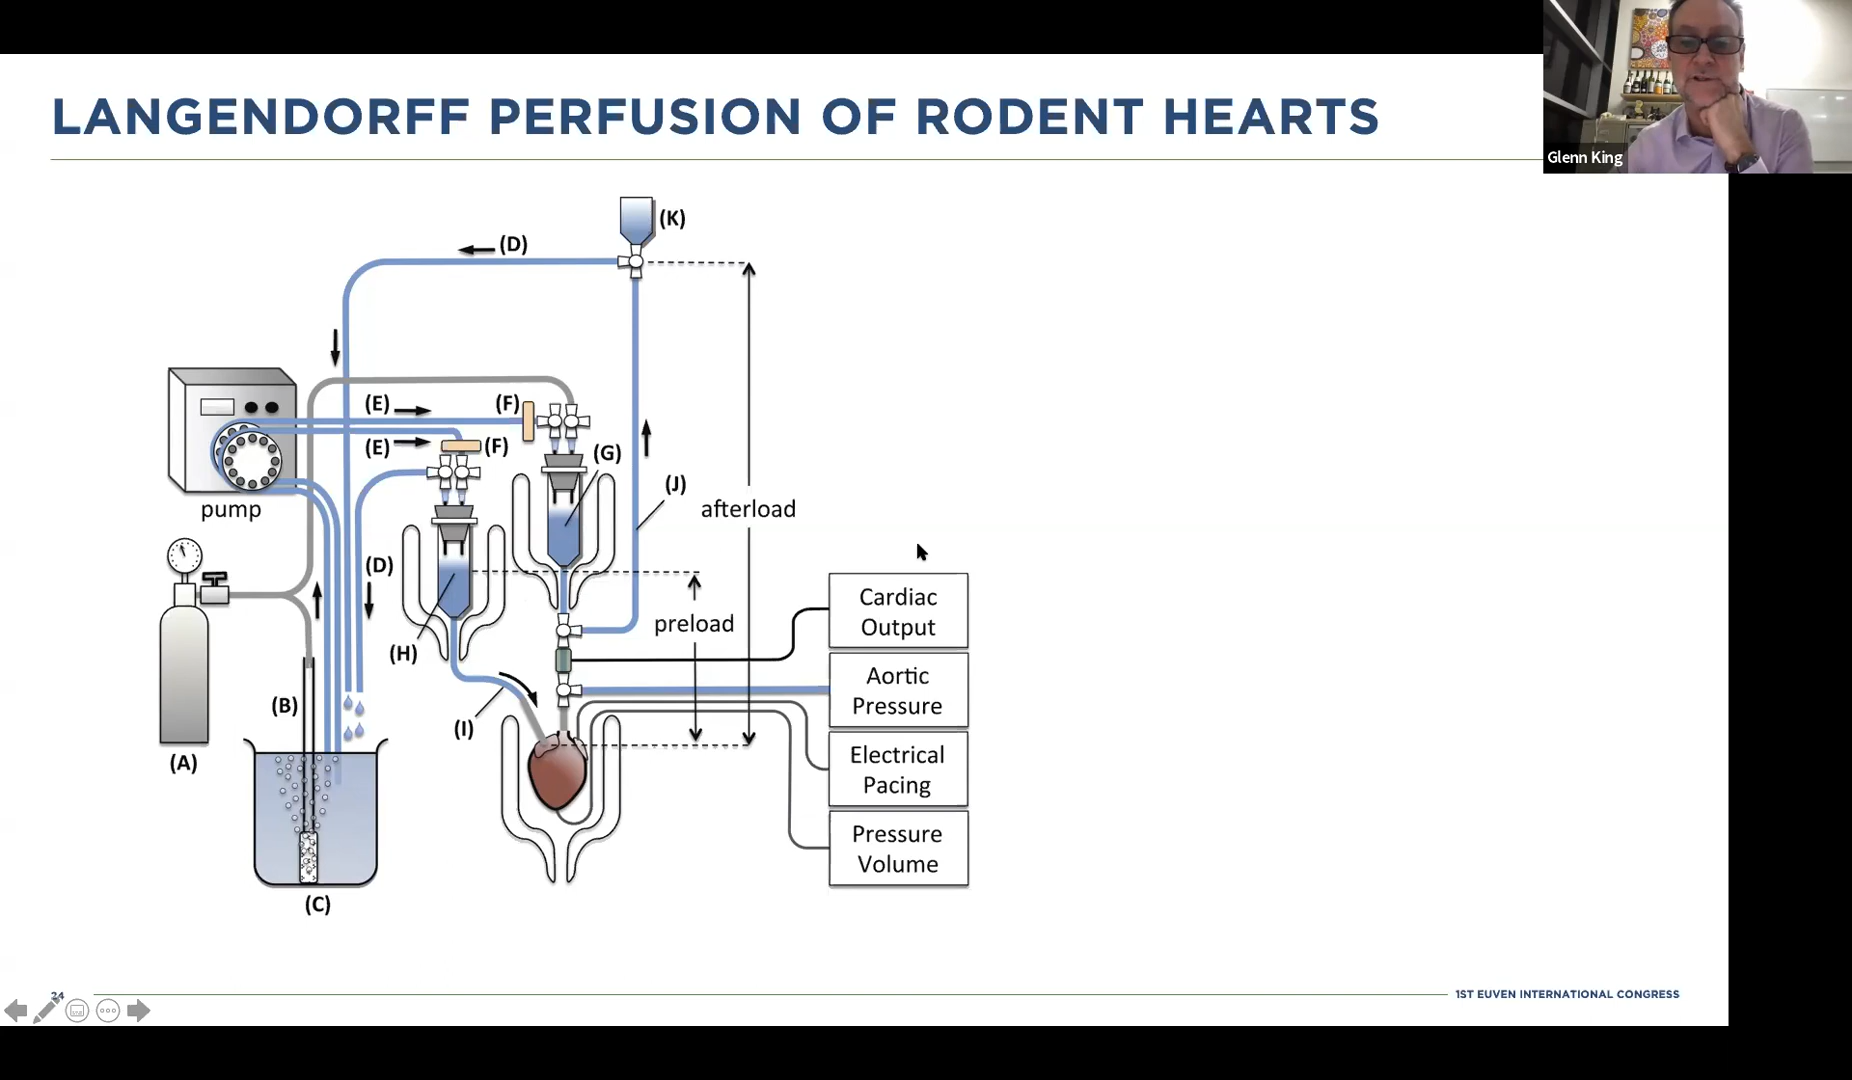 LANGENDORFF PERFUSION OF RODENT HEARTS
Glenn King
(K)
(D)
(E)
(F)
(E)
(F)
(G)
(J)
pump
afterload
(D)
preload
(H)
(B)
(I)
(A)
(C)
Cardiac
Output
Aortic
Pressure
Electrical
Pacing
Pressure
Volume
24
1ST EUVEN INTERNATIONAL CONGRESS